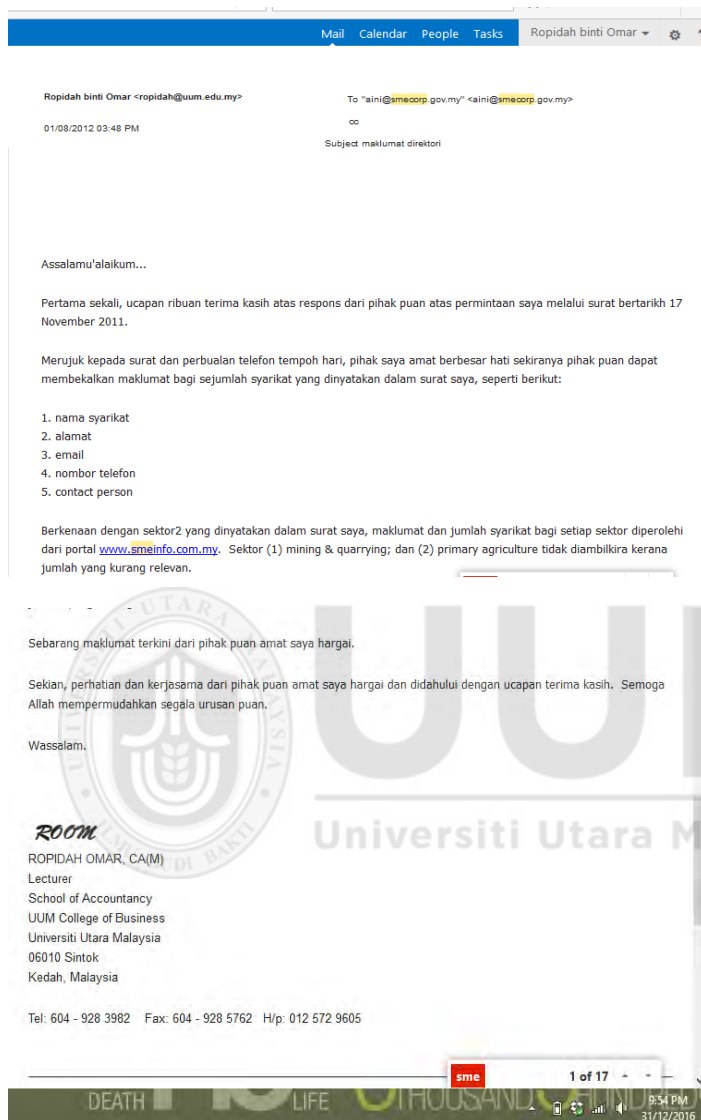 Mail Calendar People Tasks Ropidah binti Omar
Ropidah binti Omar <ropidah@uum.edu.my>
To "aini@smecorp.gov.my" <aini@smecorp.gov.my>
01/08/2012 03:48 PM
cc
Subject maklumat direktori
Assalamu'alaikum...
Pertama sekali, ucapan ribuan terima kasih atas respons dari pihak puan atas permintaan saya melalui surat bertarikh 17
November 2011.
Merujuk kepada surat dan perbualan telefon tempoh hari, pihak saya amat berbesar hati sekiranya pihak puan dapat
membekalkan maklumat bagi sejumlah syarikat yang dinyatakan dalam surat saya, seperti berikut:
1. nama syarikat
2. alamat
3. email
4. nombor telefon
5. contact person
Berkenaan dengan sektor2 yang dinyatakan dalam surat saya, maklumat dan jumlah syarikat bagi setiap sektor diperolehi
dari portal www.smeinfo.com.my. Sektor (1) mining & quarrying; dan (2) primary agriculture tidak diambilkira kerana
jumlah yang kurang relevan.
Sebarang maklumat terkini dari pihak puan amat saya hargai.
Sekian, perhatian dan kerjasama dari pihak puan amat saya hargai dan didahului dengan ucapan terima kasih. Semoga
Allah mempermudahkan segala urusan puan.
Wassalam.
UUM
Universiti Utara M
UNIVERSITI UTARA MALAYSIA
ILMU BUDI BAKTI
ROOM
ROPIDAH OMAR, CA(M)
Lecturer
School of Accountancy
UUM College of Business
Universiti Utara Malaysia
06010 Sintok
Kedah, Malaysia
Tel: 604 - 928 3982 Fax: 604 - 928 5762 H/p: 012 572 9605
sme 1 of 17
DEATH LIFE
9:54 PM
31/12/2016